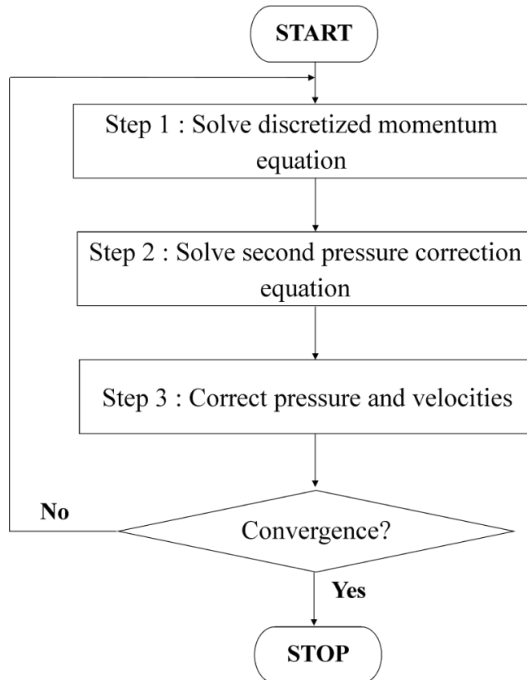 START
Step 1 : Solve discretized momentum
equation
Step 2 : Solve second pressure correction
equation
Step 3 : Correct pressure and velocities
No
Convergence?
Yes
STOP